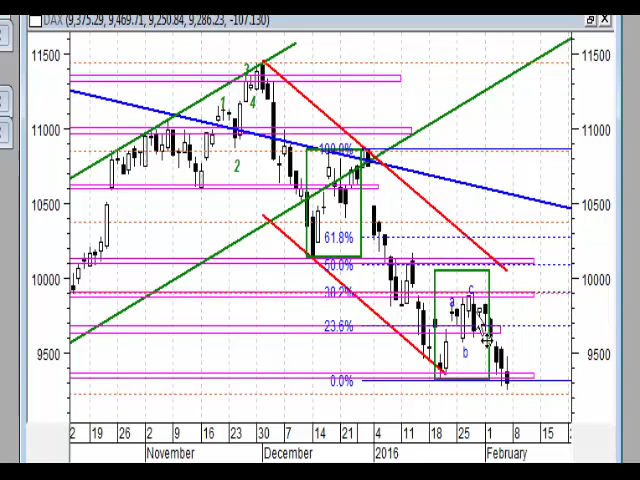 DAX (9,375.29, 9,469.71, 9,250.84, 9,286.23, -107.130)
11500 11500
3
1 4
11000 11000
2
100.0%
10500 10500
61.8%
50.0%
10000 10000
38.2%
a c
23.6%
b
9500 9500
0.0%
2 19 26 2 9 16 23 30 7 14 21 4 11 18 25 1 8 15
November December 2016 February